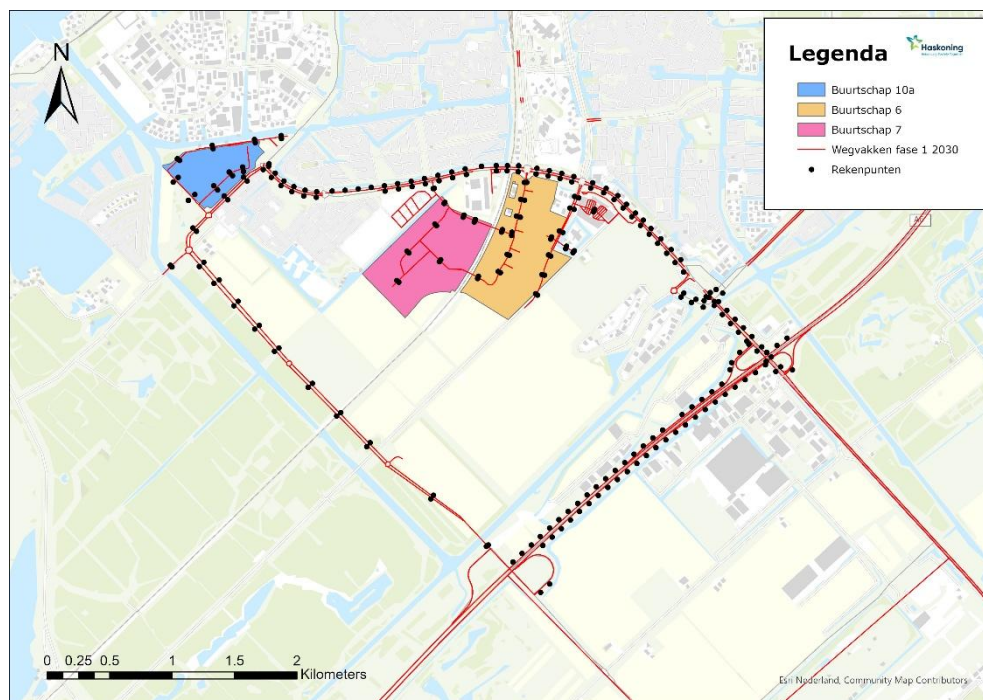 N
Legenda
Haskoning
Buurtschap 10a
Buurtschap 6
Buurtschap 7
Wegvakken fase 1 2030
Rekenpunten
0 0.25 0.5 1 1.5 2
Kilometers
Esri Nederland, Community Map Contributors